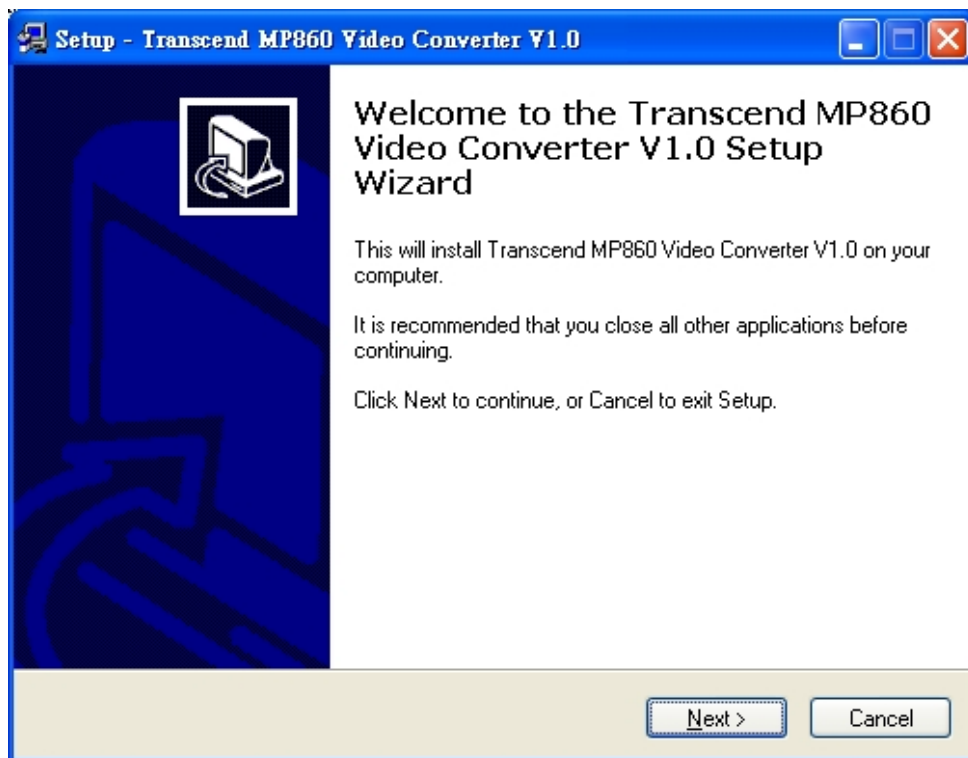 Setup - Transcend MP860 Video Converter V1.0
Welcome to the Transcend MP860
Video Converter V1.0 Setup
Wizard
This will install Transcend MP860 Video Converter V1.0 on your
computer.
It is recommended that you close all other applications before
continuing.
Click Next to continue, or Cancel to exit Setup.
Next >
Cancel